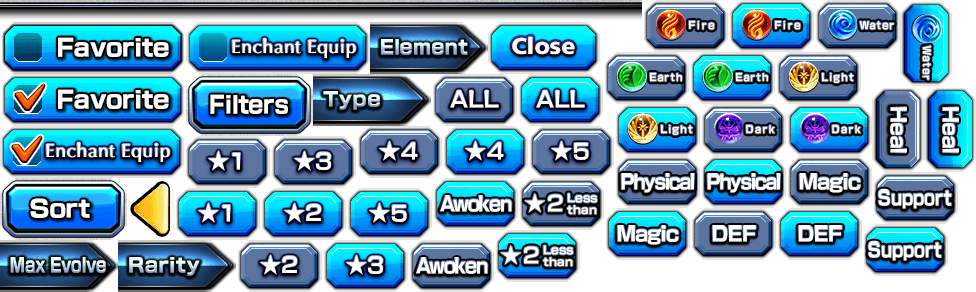 Favorite
Enchant Equip
Element
Close
Fire
Fire
Water
Water
Favorite
Filters
Type
ALL
ALL
Earth
Earth
Light
Enchant Equip
★1
★3
★4
★4
★5
Light
Dark
Dark
Heal
Heal
Sort
★1
★2
★5
Awoken
★2 Less
than
Physical
Physical
Magic
Support
Max Evolve
Rarity
★2
★3
Awoken
★2 Less
than
Magic
DEF
DEF
Support